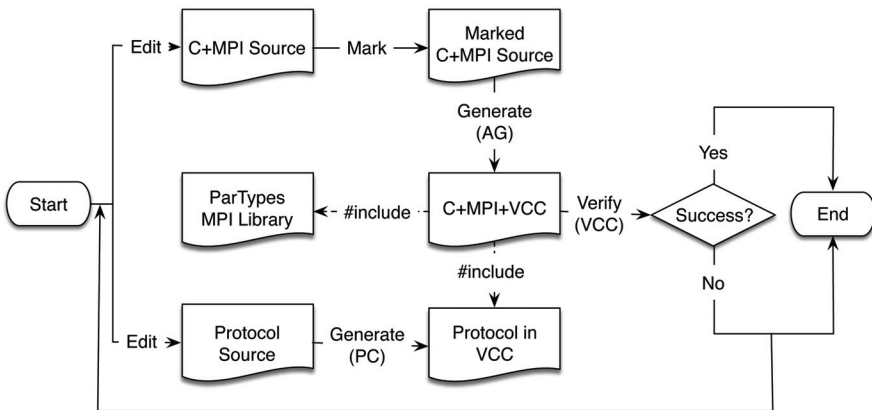 Edit
C+MPI Source
Mark
Marked
C+MPI Source
Generate
(AG)
Yes
Start
ParTypes
MPI Library
#include
C+MPI+VCC
Verify
(VCC)
Success?
End
#include
No
Edit
Protocol
Source
Generate
(PC)
Protocol in
VCC